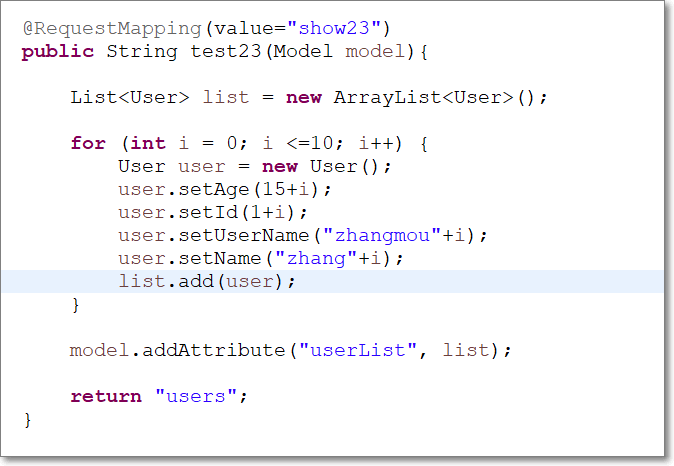 @RequestMapping(value="show23")
public String test23(Model model){
List<User> list = new ArrayList<User>();
for (int i = 0; i <=10; i++) {
User user = new User();
user.setAge(15+i);
user.setId(1+i);
user.setUserName("zhangmou"+i);
user.setName("zhang"+i);
list.add(user);
}
model.addAttribute("userList", list);
return "users";
}